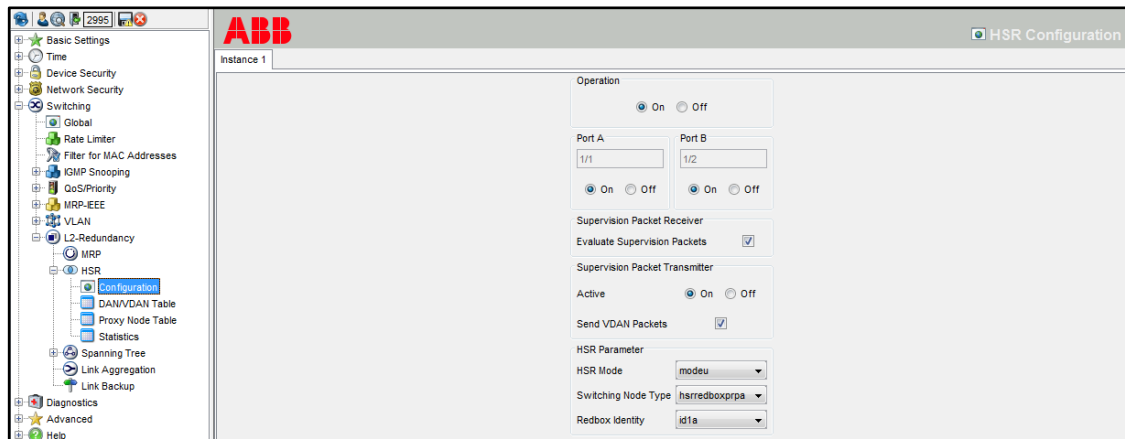 2995
Basic Settings
Time
Device Security
Network Security
Switching
Global
Rate Limiter
Filter for MAC Addresses
IGMP Snooping
QoS/Priority
MRP-IEEE
VLAN
L2-Redundancy
MRP
HSR
Configuration
DAN/VDAN Table
Proxy Node Table
Statistics
Spanning Tree
Link Aggregation
Link Backup
Diagnostics
Advanced
Help
ABB
HSR Configuration
Instance 1
Operation
On Off
Port A Port B
1/1 1/2
On Off On Off
Supervision Packet Receiver
Evaluate Supervision Packets
Supervision Packet Transmitter
Active On Off
Send VDAN Packets
HSR Parameter
HSR Mode modeu
Switching Node Type hsrredboxprpa
Redbox Identity id1a